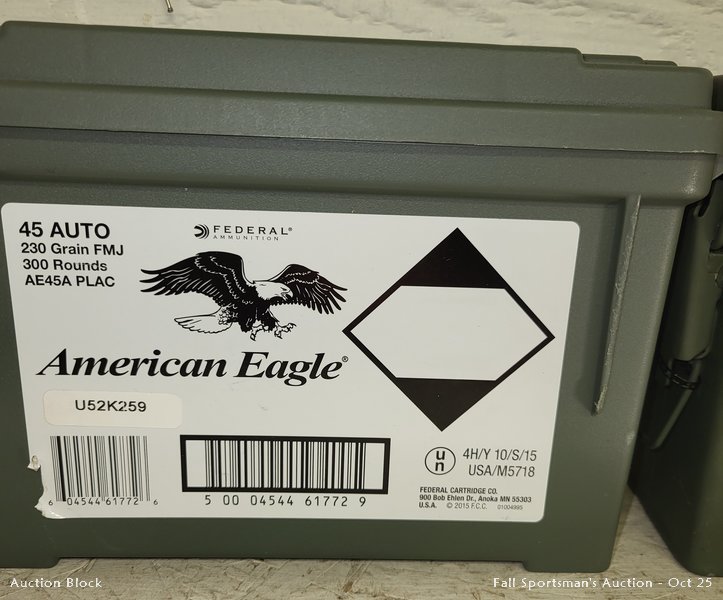 45 AUTO
230 Grain FMJ
300 Rounds
AE45A PLAC
FEDERAL®
AMMUNITION
American Eagle®
U52K259
6 04544 61772 6
5 00 04544 61772 9
un
4H/Y 10/S/15
USA/M5718
FEDERAL CARTRIDGE CO.
900 Bob Ehlen Dr., Anoka MN 55303
U.S.A. © 2015 F.C.C. 01004995
Auction Block
Fall Sportsman's Auction - Oct 25